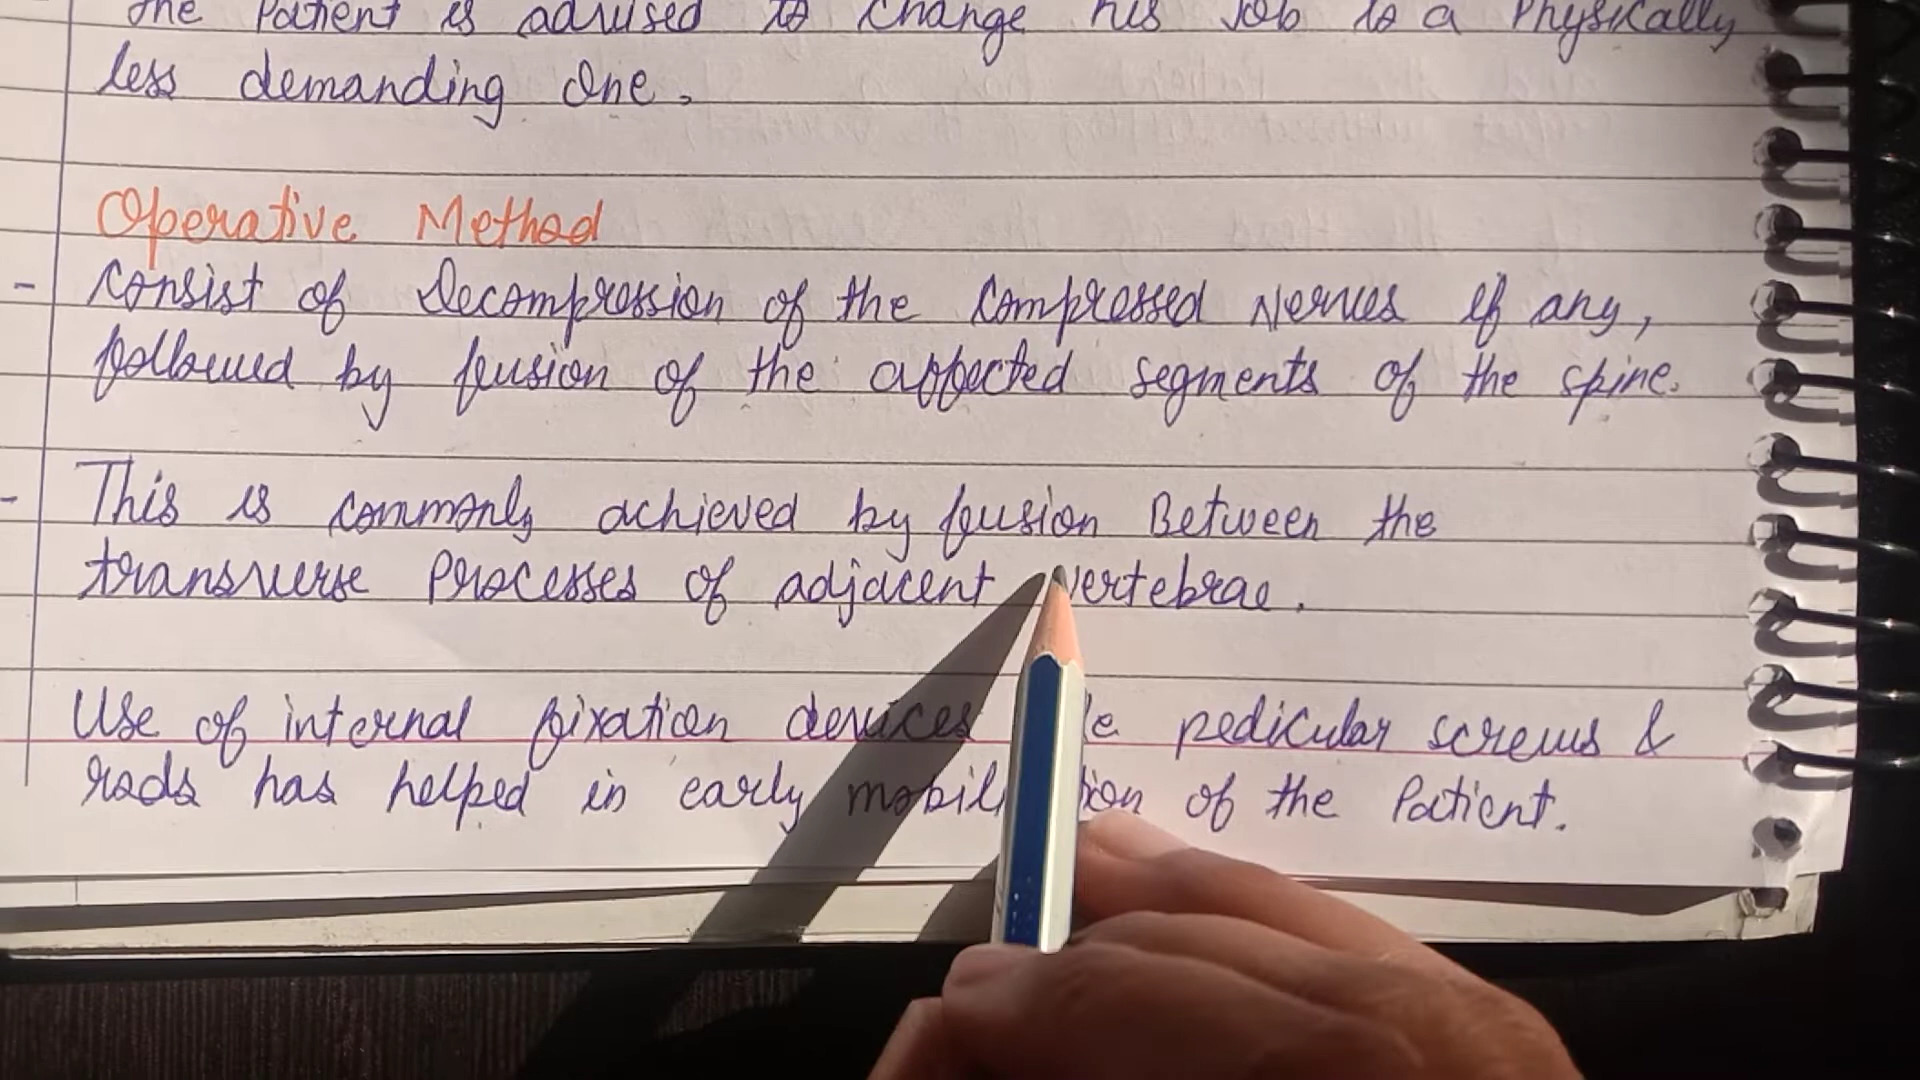 The Patient is advised to change his Job to a Physically
less demanding One.
Operative Method
- Consist of Decompression of the Compressed Nerves if any,
followed by fusion of the affected segments of the spine.
- This is commonly achieved by fusion Between the
transverse Processes of adjacent vertebrae.
Use of internal fixation devices pedicular screws &
rods has helped in early of the Patient.